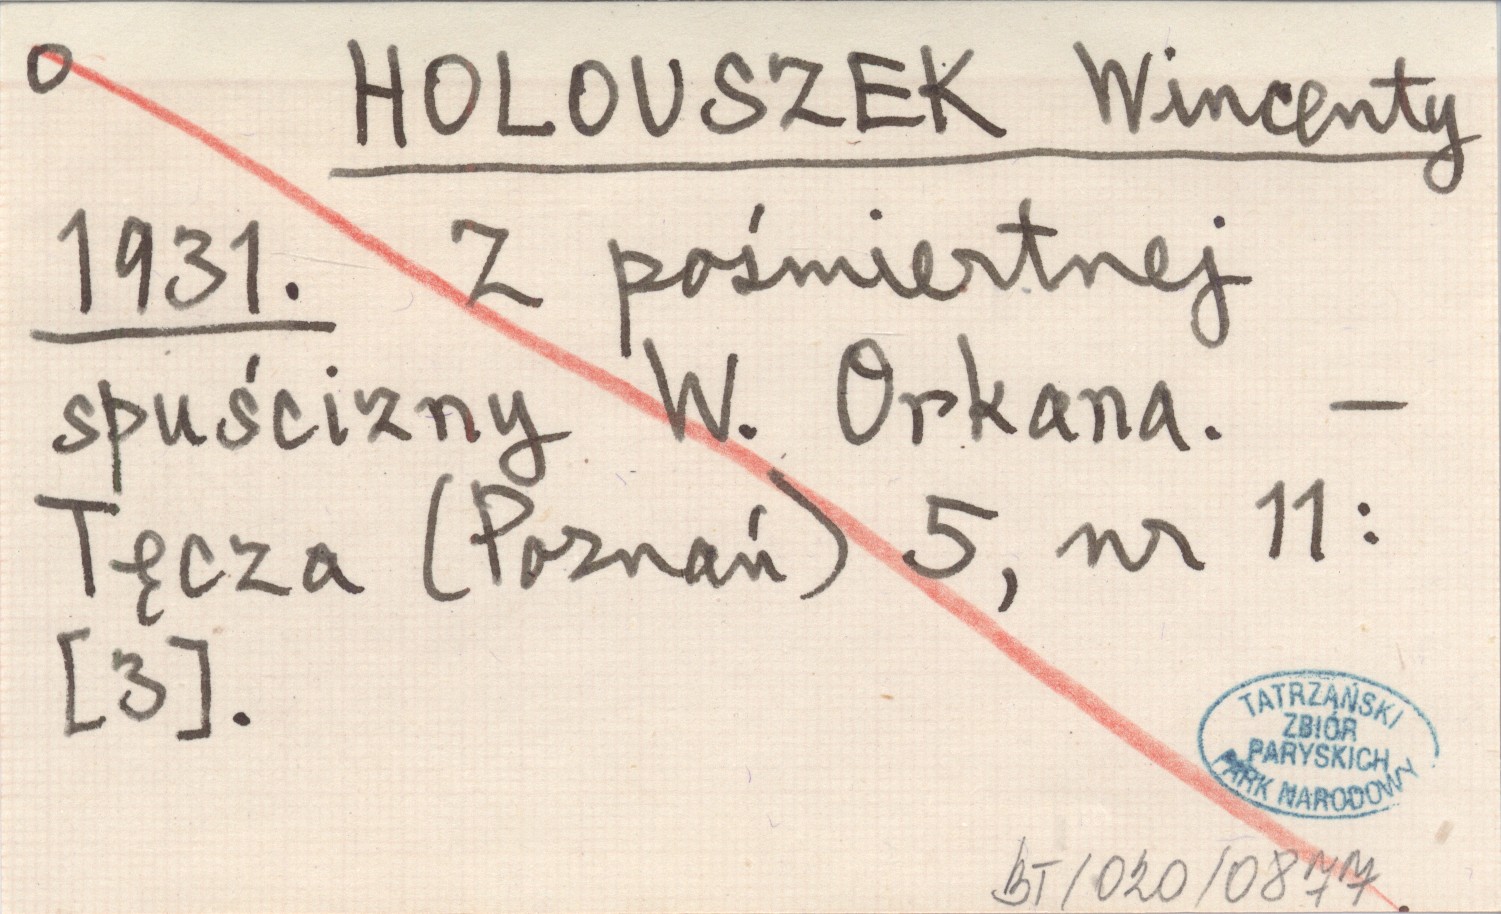 o HOLOUSZEK Wincenty
1931. Z pośmiertnej
spuścizny W. Orkana. —
Tęcza (Poznań) 5, nr 11:
[3].
TATRZAŃSKI
ZBIÓR
PARYSKICH
PARK NARODOWY
BT/020/0877